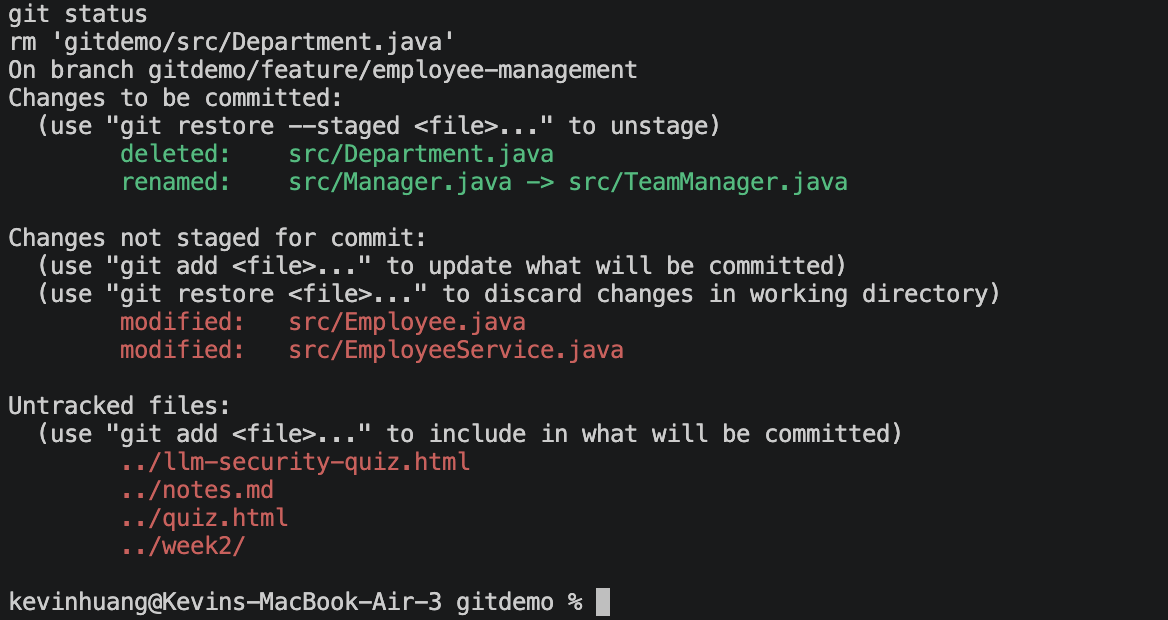 git status
rm 'gitdemo/src/Department.java'
On branch gitdemo/feature/employee-management
Changes to be committed:
  (use "git restore --staged <file>..." to unstage)
        deleted:    src/Department.java
        renamed:    src/Manager.java -> src/TeamManager.java

Changes not staged for commit:
  (use "git add <file>..." to update what will be committed)
  (use "git restore <file>..." to discard changes in working directory)
        modified:   src/Employee.java
        modified:   src/EmployeeService.java

Untracked files:
  (use "git add <file>..." to include in what will be committed)
        ../llm-security-quiz.html
        ../notes.md
        ../quiz.html
        ../week2/

kevinhuang@Kevins-MacBook-Air-3 gitdemo %